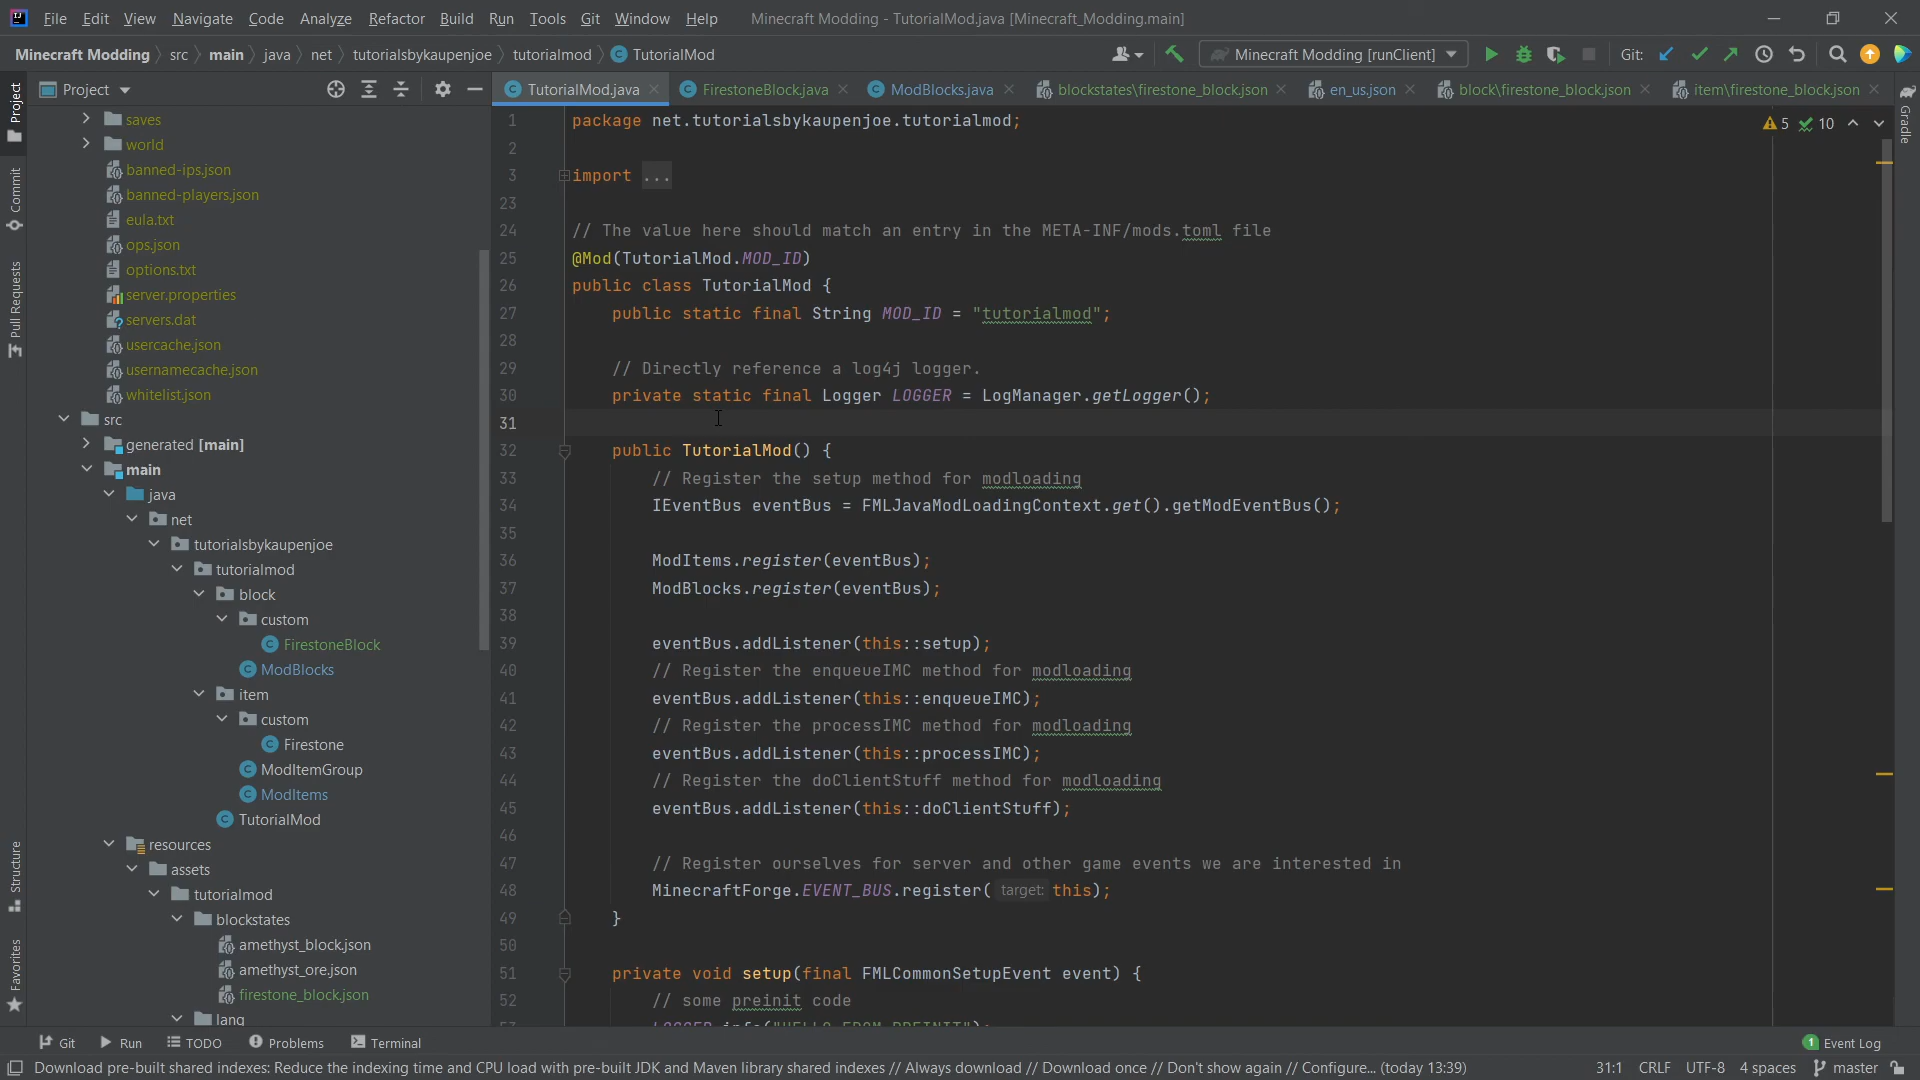 File Edit View Navigate Code Analyze Refactor Build Run Tools Git Window Help Minecraft Modding - TutorialMod.java [Minecraft_Modding.main]
Minecraft Modding src main java net tutorialsbykaupenjoe tutorialmod TutorialMod Minecraft Modding [runClient] Git:
Project
TutorialMod.java FirestoneBlock.java ModBlocks.java blockstates\firestone_block.json en_us.json block\firestone_block.json item\firestone_block.json
Project
Commit
Pull Requests
Structure
Favorites
Gradle
saves
world
banned-ips.json
banned-players.json
eula.txt
ops.json
options.txt
server.properties
servers.dat
usercache.json
usernamecache.json
whitelist.json
src
generated [main]
main
java
net
tutorialsbykaupenjoe
tutorialmod
block
custom
FirestoneBlock
ModBlocks
item
custom
Firestone
ModItemGroup
ModItems
TutorialMod
resources
assets
tutorialmod
blockstates
amethyst_block.json
amethyst_ore.json
firestone_block.json
lang
5 10
1 package net.tutorialsbykaupenjoe.tutorialmod;
2
3 import ...
23
24 // The value here should match an entry in the META-INF/mods.toml file
25 @Mod(TutorialMod.MOD_ID)
26 public class TutorialMod {
27 public static final String MOD_ID = "tutorialmod";
28
29 // Directly reference a log4j logger.
30 private static final Logger LOGGER = LogManager.getLogger();
31
32 public TutorialMod() {
33 // Register the setup method for modloading
34 IEventBus eventBus = FMLJavaModLoadingContext.get().getModEventBus();
35
36 ModItems.register(eventBus);
37 ModBlocks.register(eventBus);
38
39 eventBus.addListener(this::setup);
40 // Register the enqueueIMC method for modloading
41 eventBus.addListener(this::enqueueIMC);
42 // Register the processIMC method for modloading
43 eventBus.addListener(this::processIMC);
44 // Register the doClientStuff method for modloading
45 eventBus.addListener(this::doClientStuff);
46
47 // Register ourselves for server and other game events we are interested in
48 MinecraftForge.EVENT_BUS.register( target: this);
49 }
50
51 private void setup(final FMLCommonSetupEvent event) {
52 // some preinit code
53 LOGGER.info("HELLO FROM PREINIT");
Git Run TODO Problems Terminal 1 Event Log
Download pre-built shared indexes: Reduce the indexing time and CPU load with pre-built JDK and Maven library shared indexes // Always download // Download once // Don't show again // Configure... (today 13:39) 31:1 CRLF UTF-8 4 spaces master